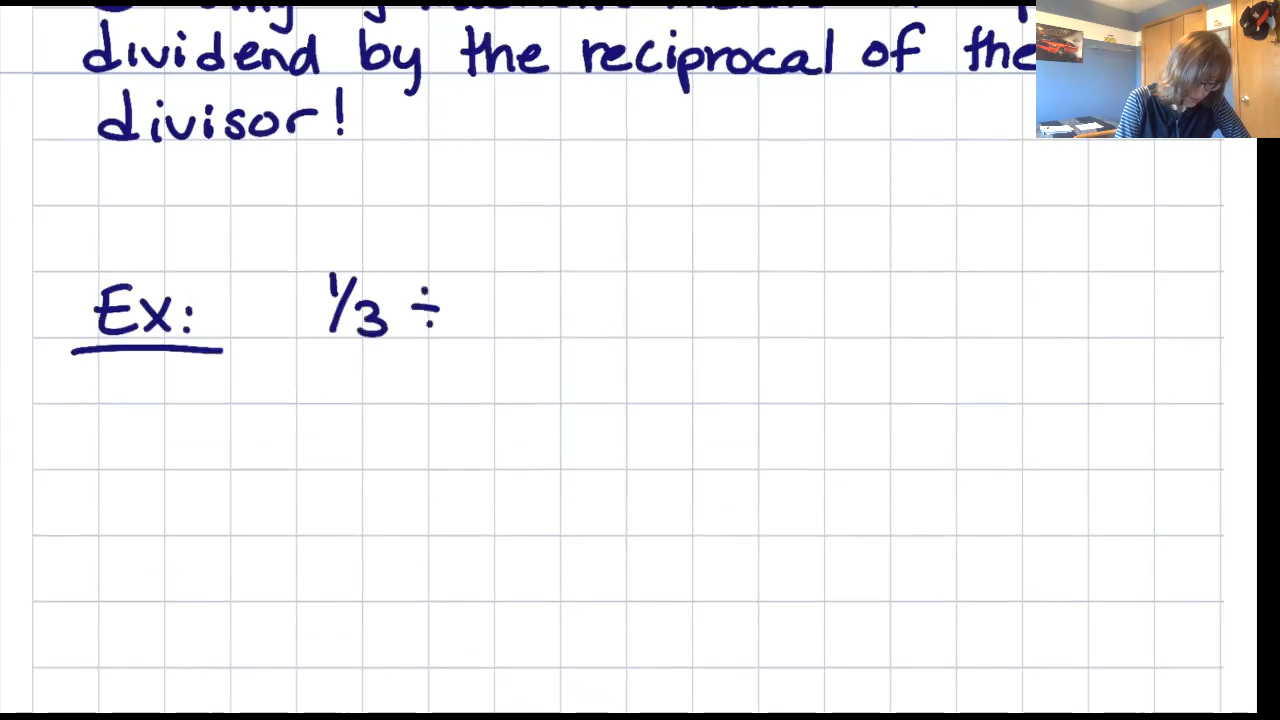 dividend by the reciprocal of the
divisor!
Ex: 1/3 ÷